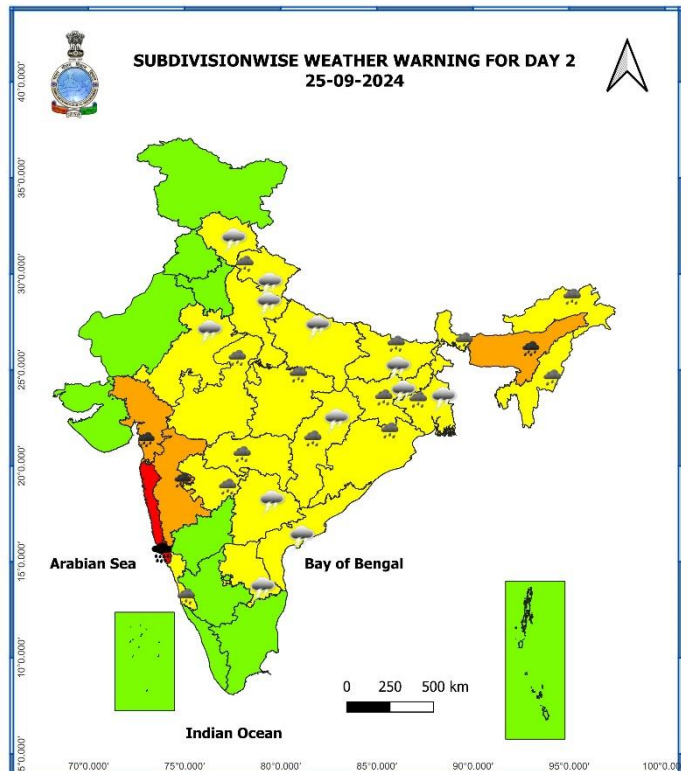 SUBDIVISIONWISE WEATHER WARNING FOR DAY 2
25-09-2024
40°0.000'
35°0.000'
30°0.000'
25°0.000'
20°0.000'
15°0.000'
10°0.000'
5°0.000'
Arabian Sea
Bay of Bengal
0 250 500 km
Indian Ocean
70°0.000' 75°0.000' 80°0.000' 85°0.000' 90°0.000' 95°0.000' 100°0.00